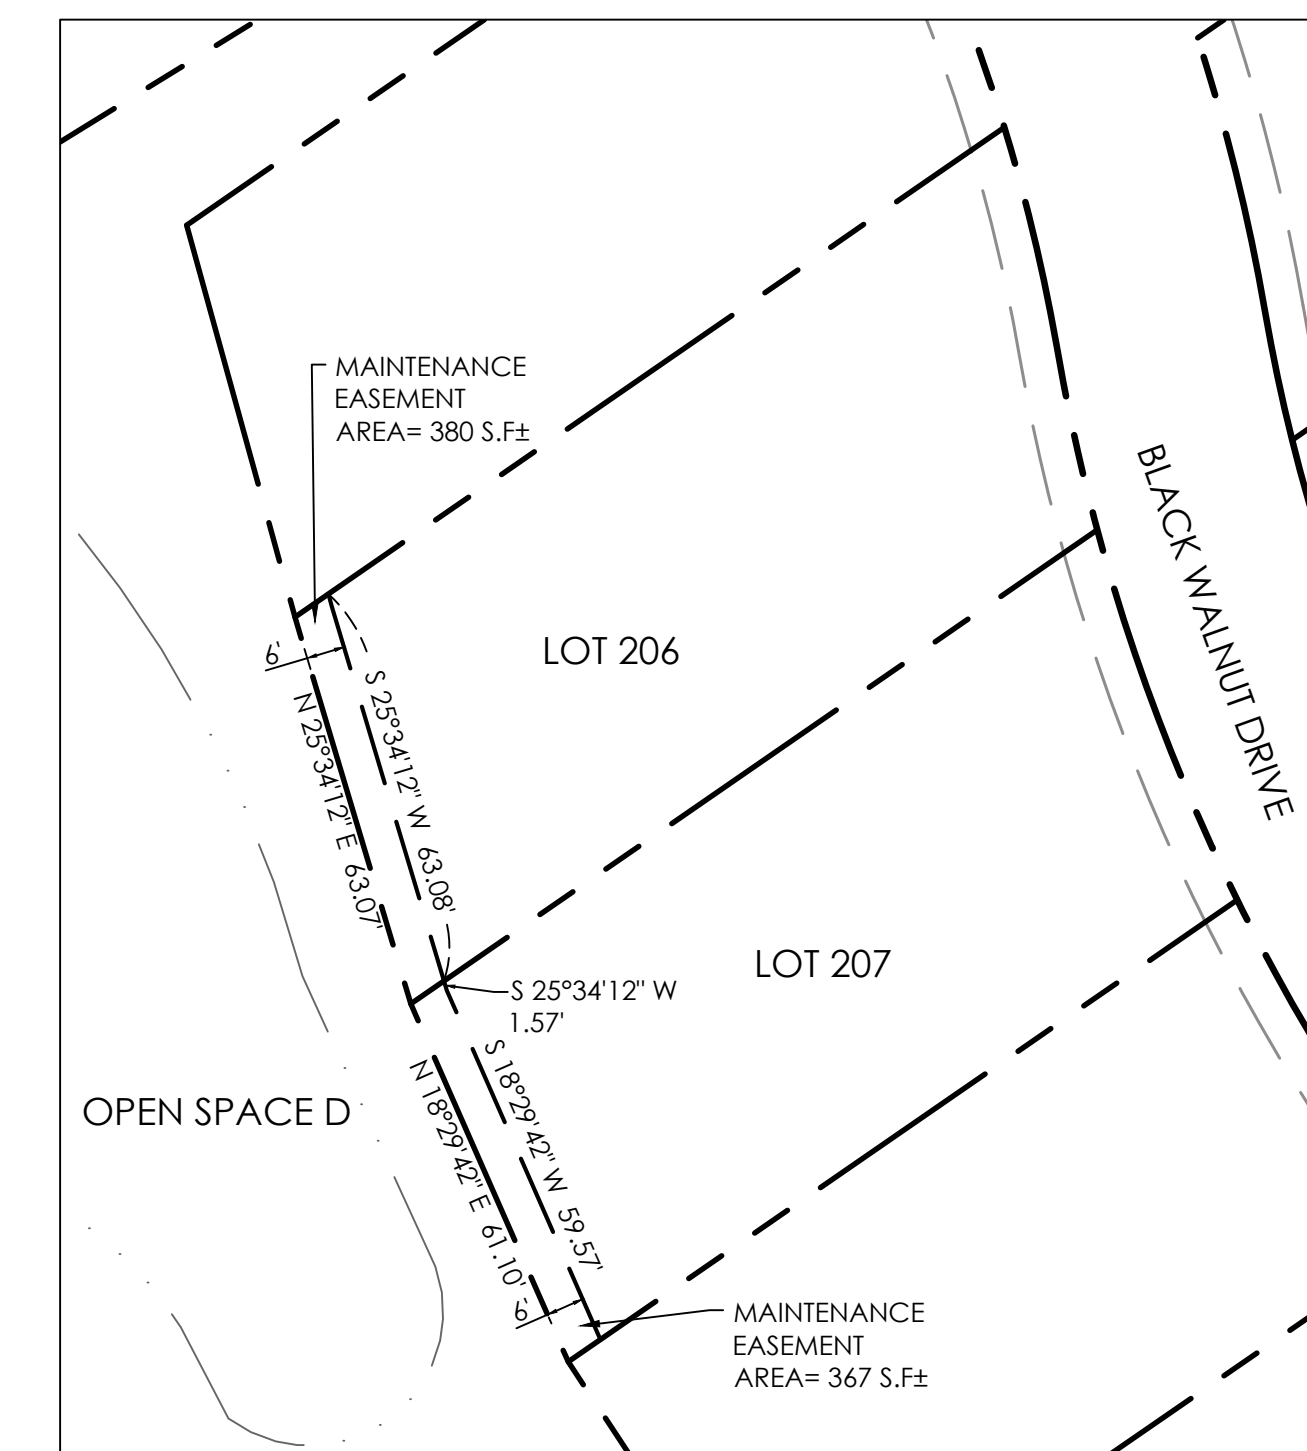 MAINTENANCE
EASEMENT
AREA= 380 S.F±
BLACK WALNUT DRIVE
LOT 206
6'
S 25°34'12" W 63.08'
N 25°34'12" E 63.07'
LOT 207
S 25°34'12" W
1.57'
S 18°29'42" W 59.57'
N 18°29'42" E 61.10'
OPEN SPACE D
6'
MAINTENANCE
EASEMENT
AREA= 367 S.F±